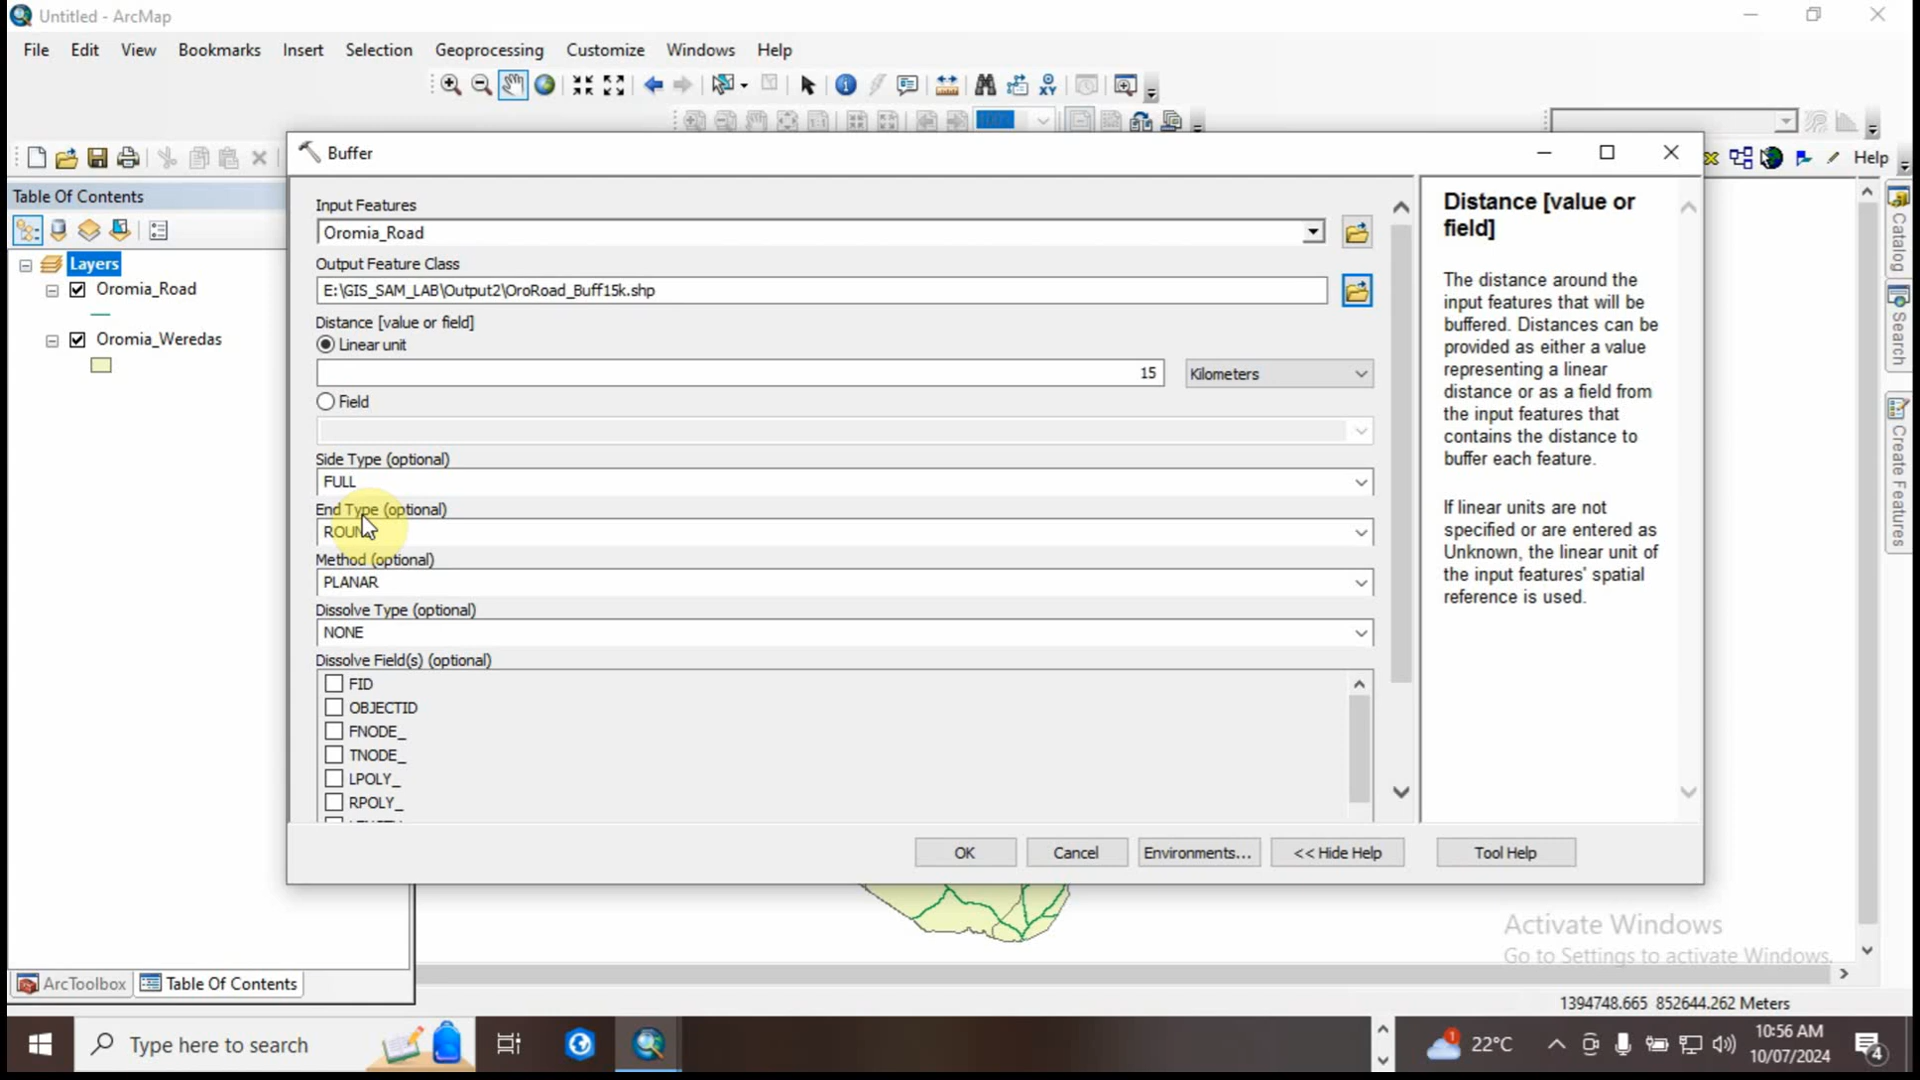 Untitled - ArcMap
File Edit View Bookmarks Insert Selection Geoprocessing Customize Windows Help
Buffer
Help
Table Of Contents
Layers
Oromia_Road
Oromia_Weredas
Input Features
Oromia_Road
Output Feature Class
E:\GIS_SAM_LAB\Output2\OroRoad_Buff15k.shp
Distance [value or field]
Linear unit
15 Kilometers
Field
Side Type (optional)
FULL
End Type (optional)
ROUND
Method (optional)
PLANAR
Dissolve Type (optional)
NONE
Dissolve Field(s) (optional)
FID
OBJECTID
FNODE_
TNODE_
LPOLY_
RPOLY_
OK Cancel Environments... << Hide Help Tool Help
Distance [value or
field]
The distance around the
input features that will be
buffered. Distances can be
provided as either a value
representing a linear
distance or as a field from
the input features that
contains the distance to
buffer each feature.
If linear units are not
specified or are entered as
Unknown, the linear unit of
the input features' spatial
reference is used.
Catalog
Search
Create Features
Activate Windows
Go to Settings to activate Windows.
ArcToolbox Table Of Contents
1394748.665 852644.262 Meters
Type here to search
1
22°C
10:56 AM
10/07/2024
4